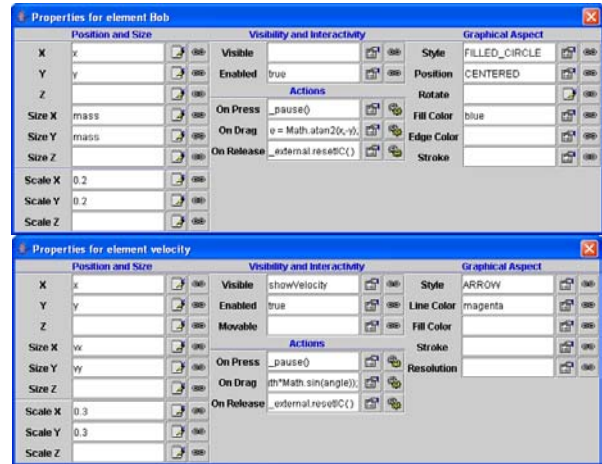 Properties for element Bob
Position and Size Visibility and Interactivity Graphical Aspect
X x Visible Style FILLED_CIRCLE
Y y Enabled true Position CENTERED
Z Actions Rotate
Size X mass On Press _pause() Fill Color blue
Size Y mass On Drag e = Math.atan2(x,-y); Edge Color
Size Z On Release _external.resetIC() Stroke
Scale X 0.2
Scale Y 0.2
Scale Z
Properties for element velocity
Position and Size Visibility and Interactivity Graphical Aspect
X x Visible showVelocity Style ARROW
Y y Enabled true Line Color magenta
Z Movable Fill Color
Size X vx Actions Stroke
Size Y vy On Press _pause() Resolution
Size Z On Drag th*Math.sin(angle));
Scale X 0.3 On Release _external.resetIC()
Scale Y 0.3
Scale Z